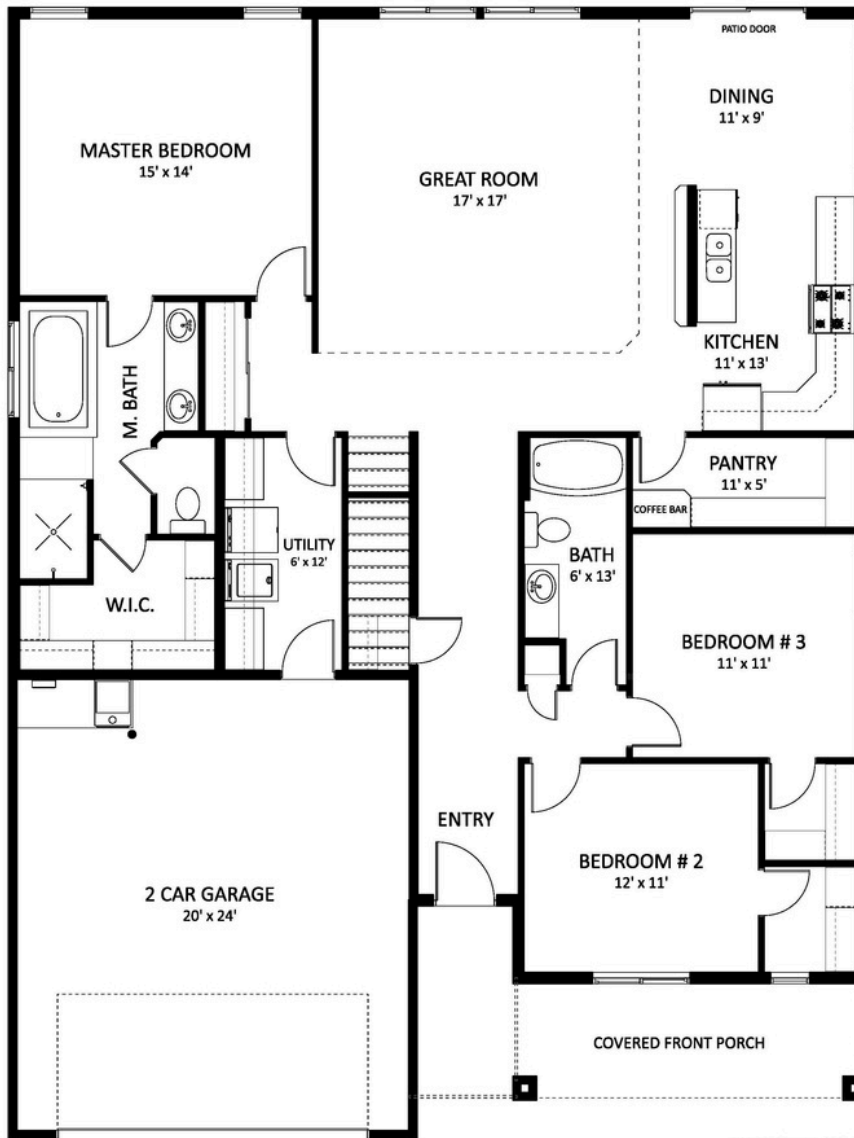 PATIO DOOR
DINING
11' x 9'
MASTER BEDROOM
15' x 14'
GREAT ROOM
17' x 17'
KITCHEN
11' x 13'
M. BATH
PANTRY
11' x 5'
COFFEE BAR
UTILITY
6' x 12'
BATH
6' x 13'
W.I.C.
BEDROOM # 3
11' x 11'
ENTRY
BEDROOM # 2
12' x 11'
2 CAR GARAGE
20' x 24'
COVERED FRONT PORCH